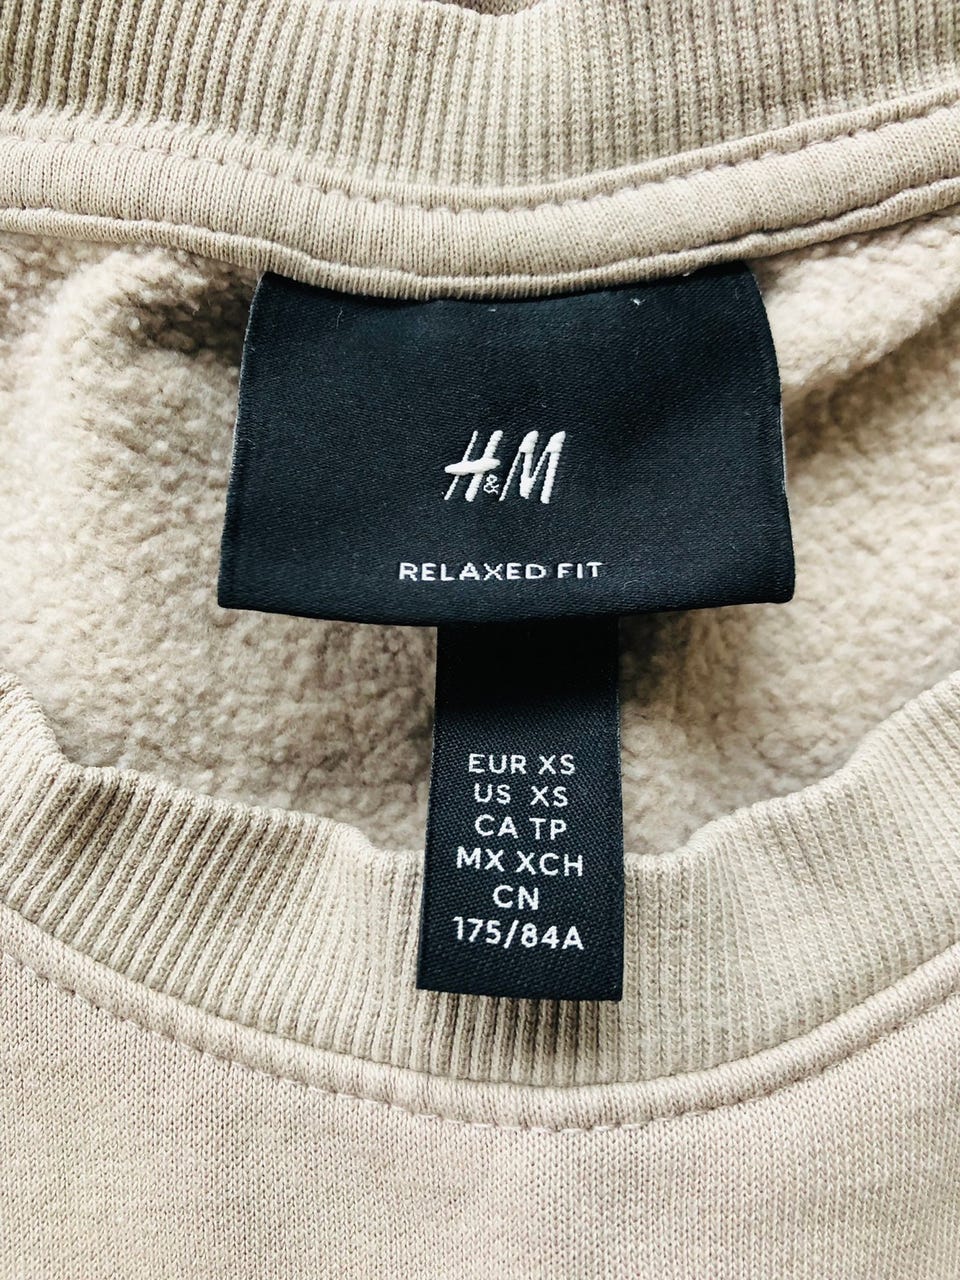 H&M
RELAXED FIT
EUR XS
US XS
CA TP
MX XCH
CN
175/84A